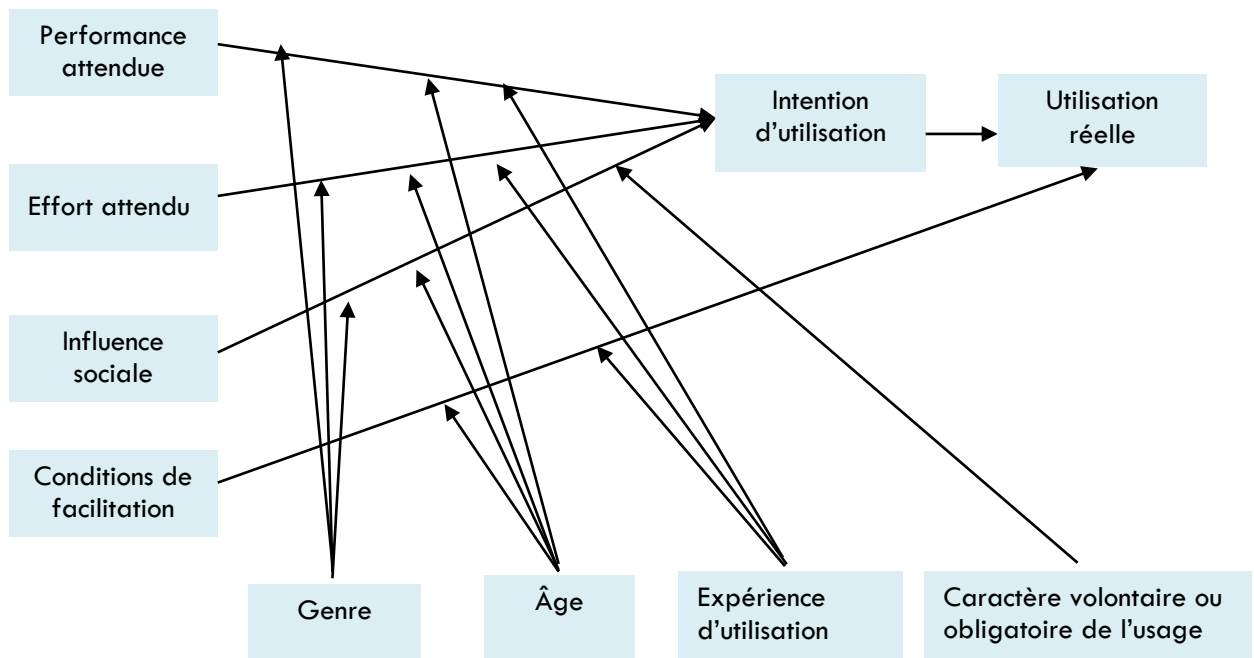 Performance
attendue
Intention
d'utilisation
Utilisation
réelle
Effort attendu
Influence
sociale
Conditions de
facilitation
Genre
Âge
Expérience
d'utilisation
Caractère volontaire ou
obligatoire de l'usage